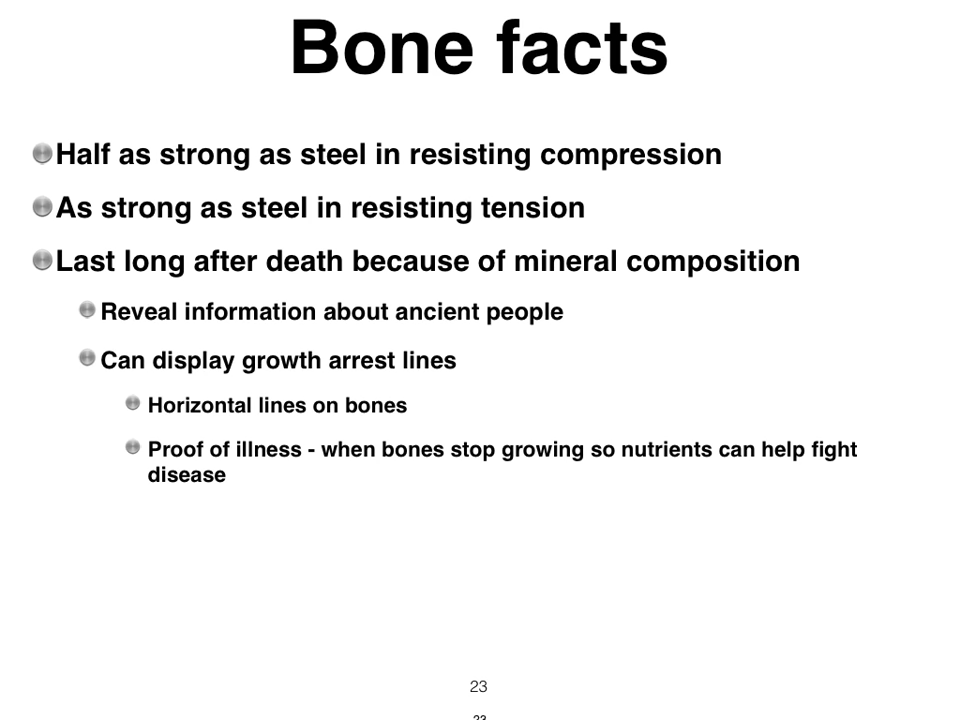 Bone facts
Half as strong as steel in resisting compression
As strong as steel in resisting tension
Last long after death because of mineral composition
Reveal information about ancient people
Can display growth arrest lines
Horizontal lines on bones
Proof of illness - when bones stop growing so nutrients can help fight
disease
23
23